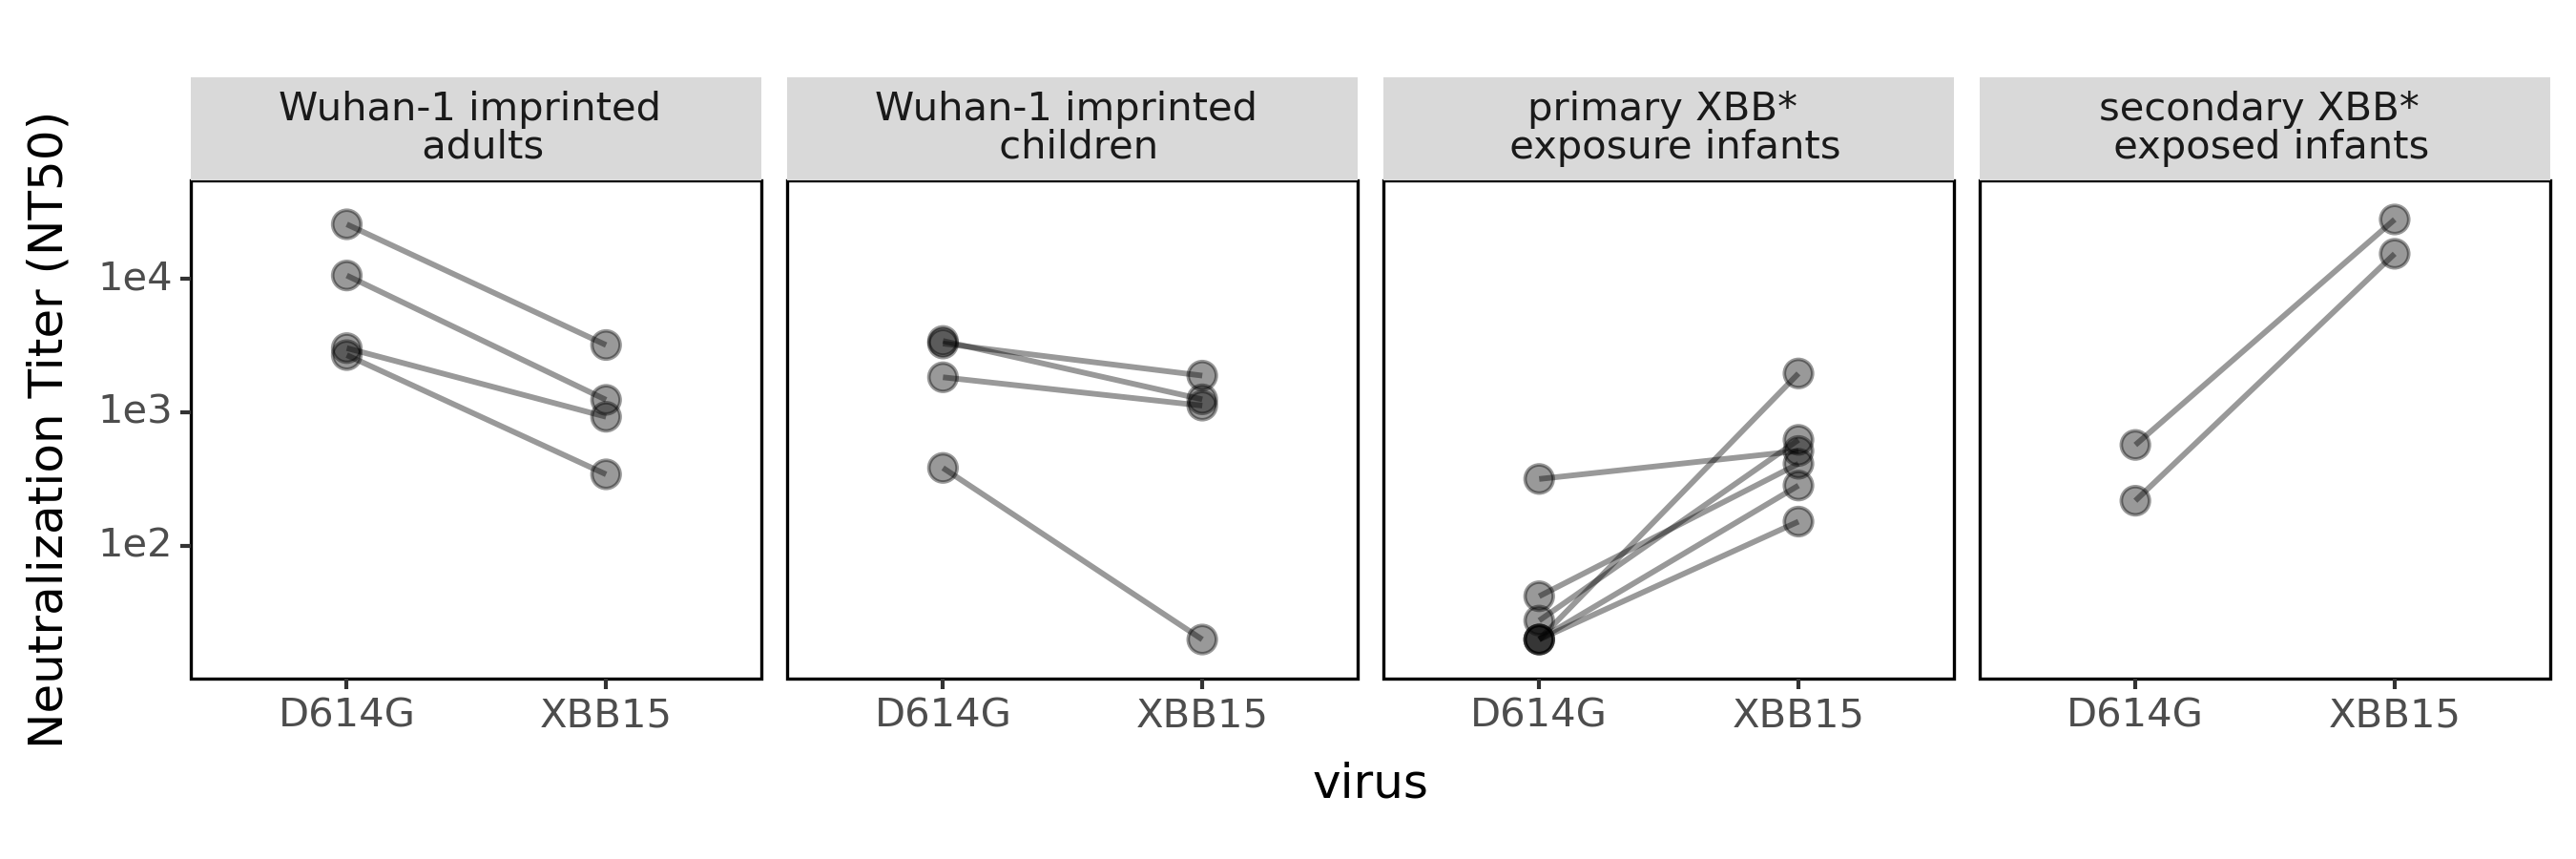 Wuhan-1 imprinted
adults
Wuhan-1 imprinted
children
primary XBB*
exposure infants
secondary XBB*
exposed infants
Neutralization Titer (NT50)
1e4
1e3
1e2
D614G
XBB15
D614G
XBB15
D614G
XBB15
D614G
XBB15
virus